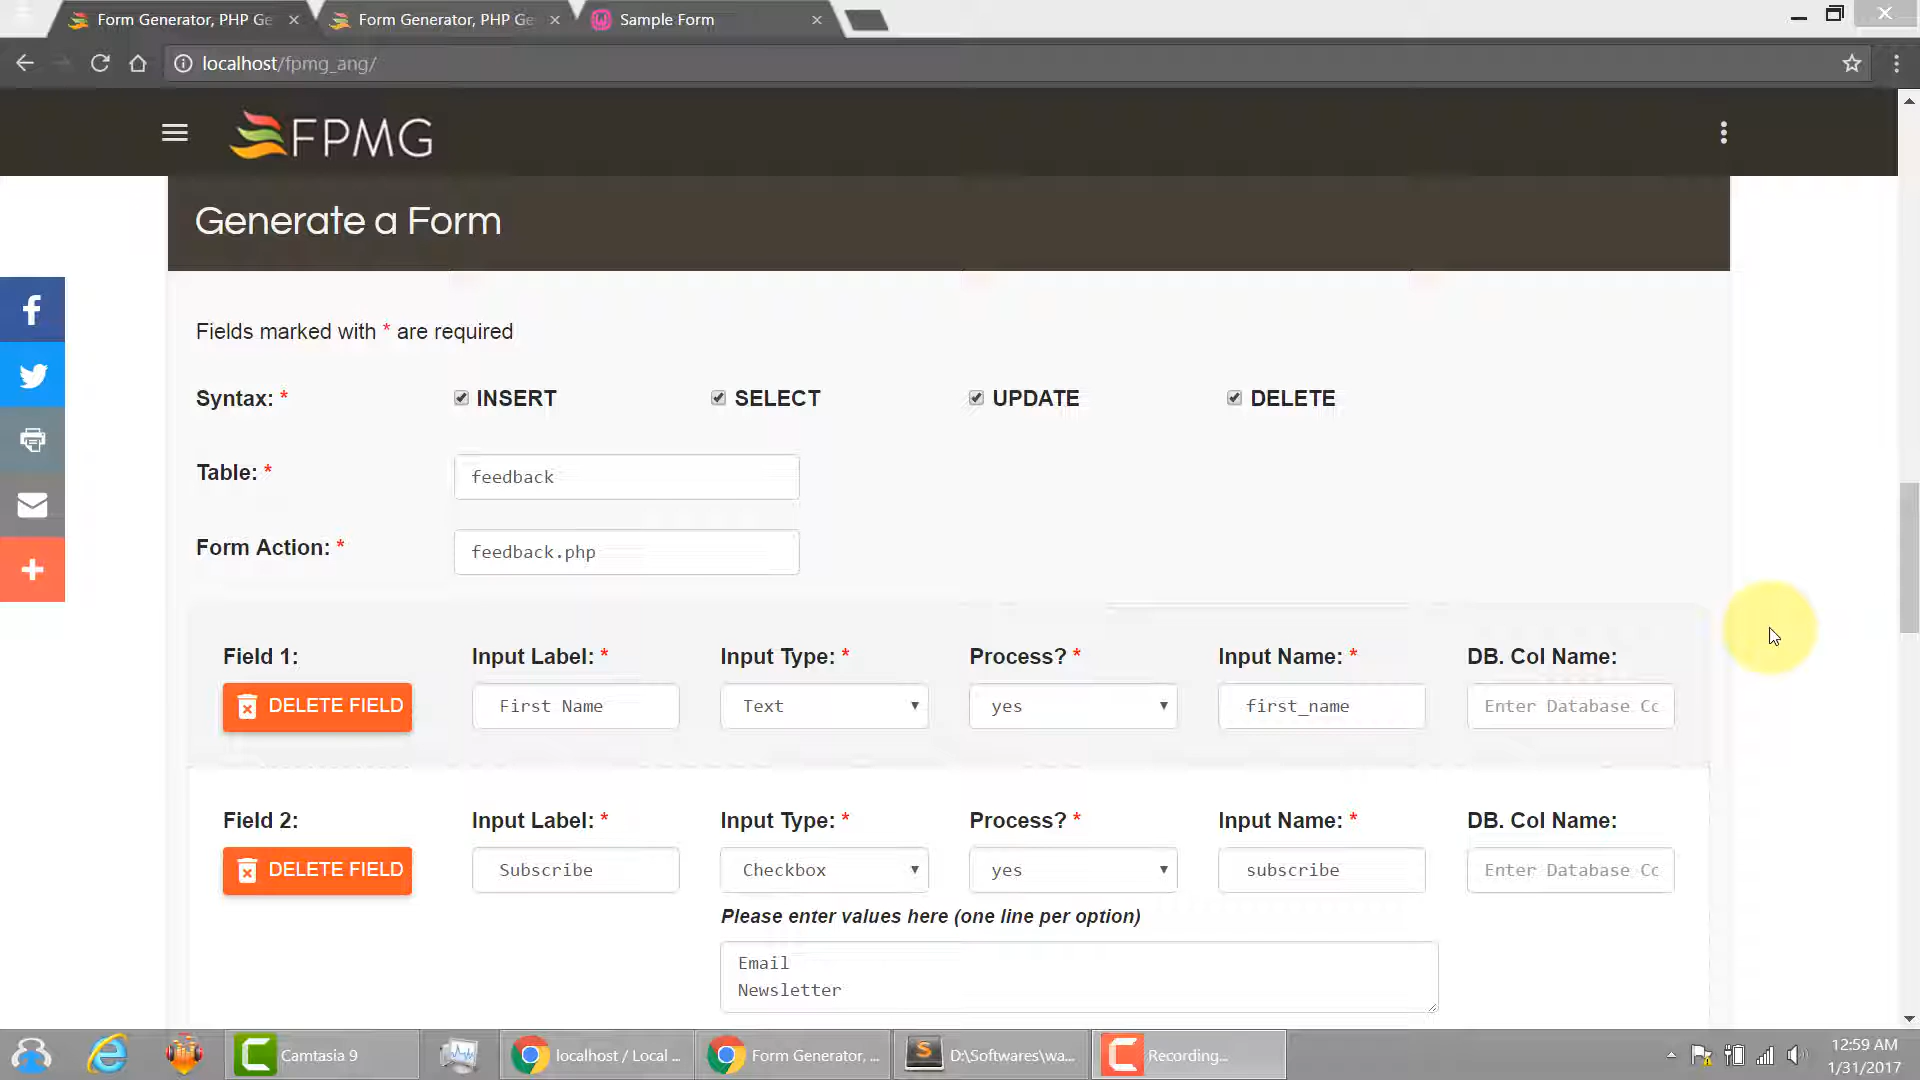 Form Generator, PHP Ge
Form Generator, PHP Ge
Sample Form
localhost/fpmg_ang/
FPMG
Generate a Form
Fields marked with * are required
Syntax: * INSERT SELECT UPDATE DELETE
Table: * feedback
Form Action: * feedback.php
Field 1: Input Label: * Input Type: * Process? * Input Name: * DB. Col Name:
DELETE FIELD First Name Text yes first_name Enter Database Cc
Field 2: Input Label: * Input Type: * Process? * Input Name: * DB. Col Name:
DELETE FIELD Subscribe Checkbox yes subscribe Enter Database Cc
Please enter values here (one line per option)
Email
Newsletter
Camtasia 9
localhost / Local ...
Form Generator, ...
D:\Softwares\wa...
Recording...
12:59 AM
1/31/2017